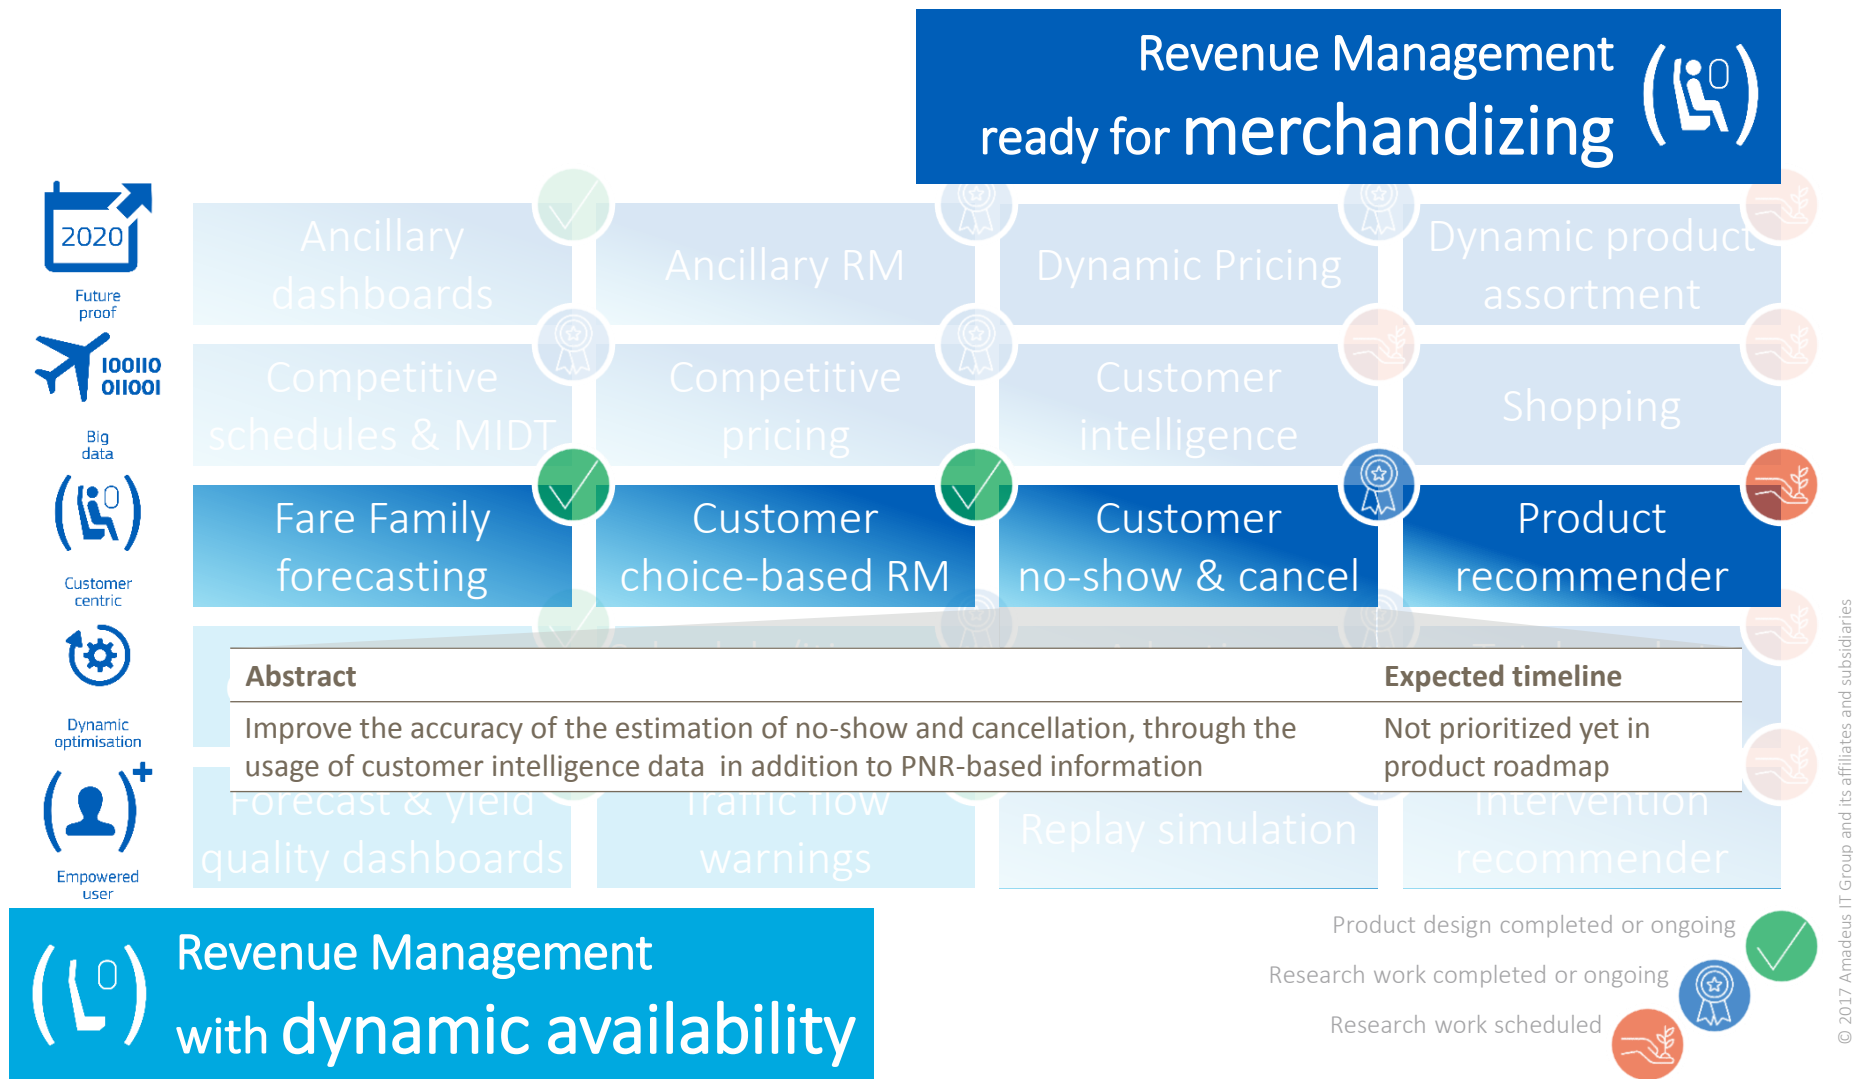 Revenue Management
ready for merchandizing
2020
Future
proof
Ancillary
dashboards
Ancillary RM
Dynamic Pricing
Dynamic product
assortment
100110
011001
Big
data
Competitive
schedules & MIDT
Competitive
pricing
Customer
intelligence
Shopping
Customer
centric
Fare Family
forecasting
Customer
choice-based RM
Customer
no-show & cancel
Product
recommender
Dynamic
optimisation
Abstract
Expected timeline
Improve the accuracy of the estimation of no-show and cancellation, through the
usage of customer intelligence data in addition to PNR-based information
Not prioritized yet in
product roadmap
Empowered
user
Forecast & yield
quality dashboards
Traffic flow
warnings
Replay simulation
Intervention
recommender
Revenue Management
with dynamic availability
Product design completed or ongoing
Research work completed or ongoing
Research work scheduled
© 2017 Amadeus IT Group and its affiliates and subsidiaries